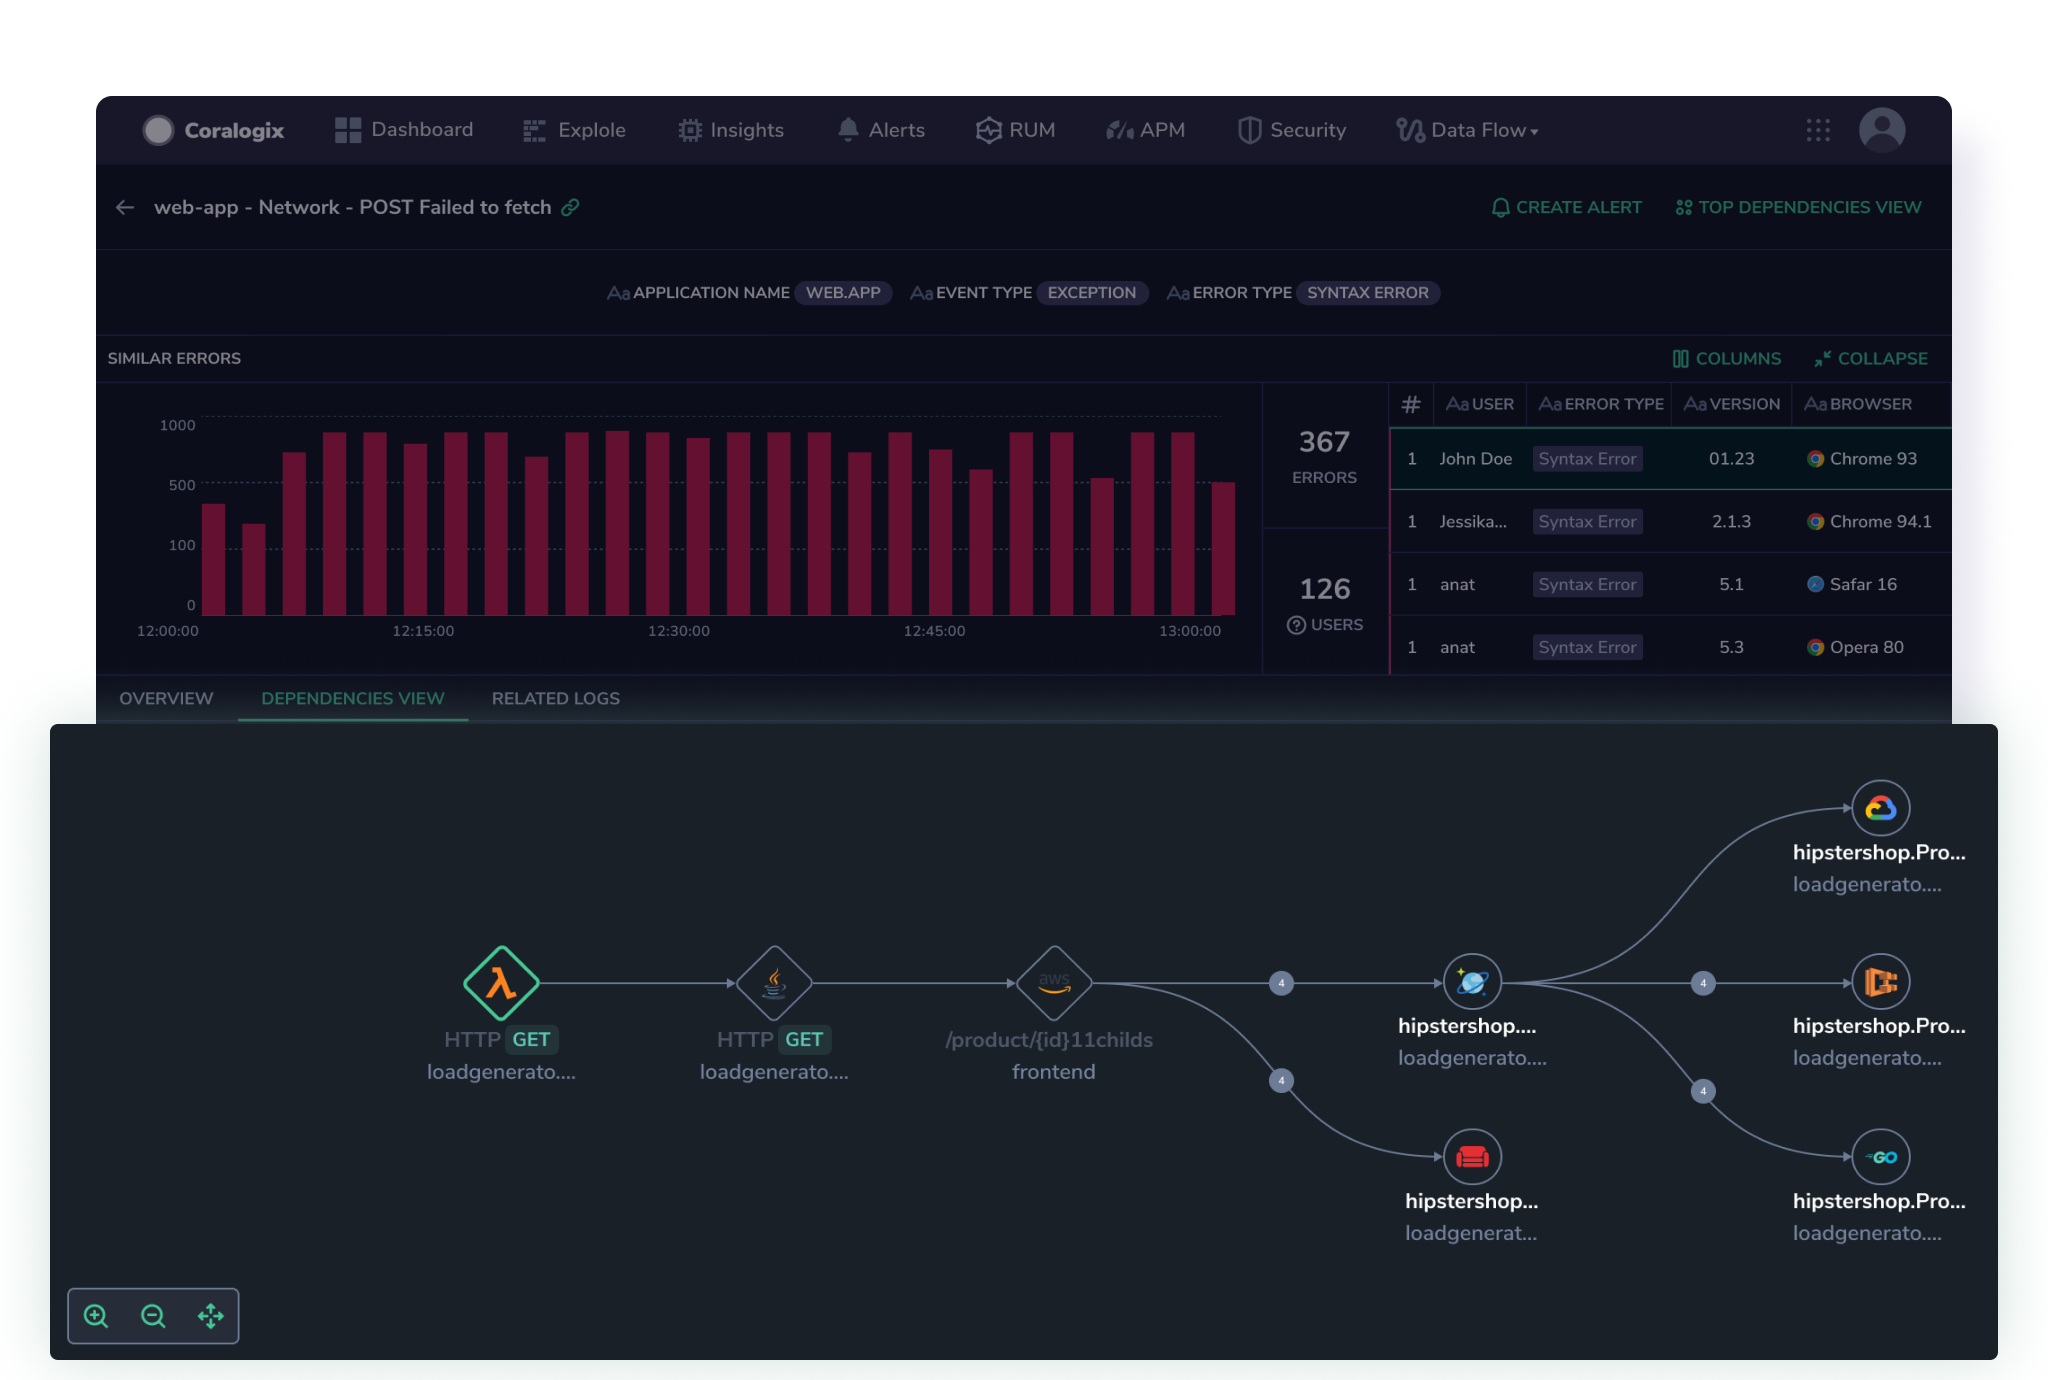 Coralogix Dashboard Explole Insights Alerts RUM APM Security Data Flow
web-app - Network - POST Failed to fetch CREATE ALERT TOP DEPENDENCIES VIEW
Aa APPLICATION NAME WEB.APP Aa EVENT TYPE EXCEPTION Aa ERROR TYPE SYNTAX ERROR
SIMILAR ERRORS COLUMNS COLLAPSE
1000
500
100
0
12:00:00 12:15:00 12:30:00 12:45:00 13:00:00
367
ERRORS
126
? USERS
# Aa USER Aa ERROR TYPE Aa VERSION Aa BROWSER
1 John Doe Syntax Error 01.23 Chrome 93
1 Jessika... Syntax Error 2.1.3 Chrome 94.1
1 anat Syntax Error 5.1 Safar 16
1 anat Syntax Error 5.3 Opera 80
OVERVIEW DEPENDENCIES VIEW RELATED LOGS
HTTP GET
loadgenerato....
HTTP GET
loadgenerato....
aws
/product/{id}11childs
frontend
4
4
hipstershop....
loadgenerato....
hipstershop...
loadgenerat...
4
4
hipstershop.Pro...
loadgenerato....
hipstershop.Pro...
loadgenerato....
GO
hipstershop.Pro...
loadgenerato....